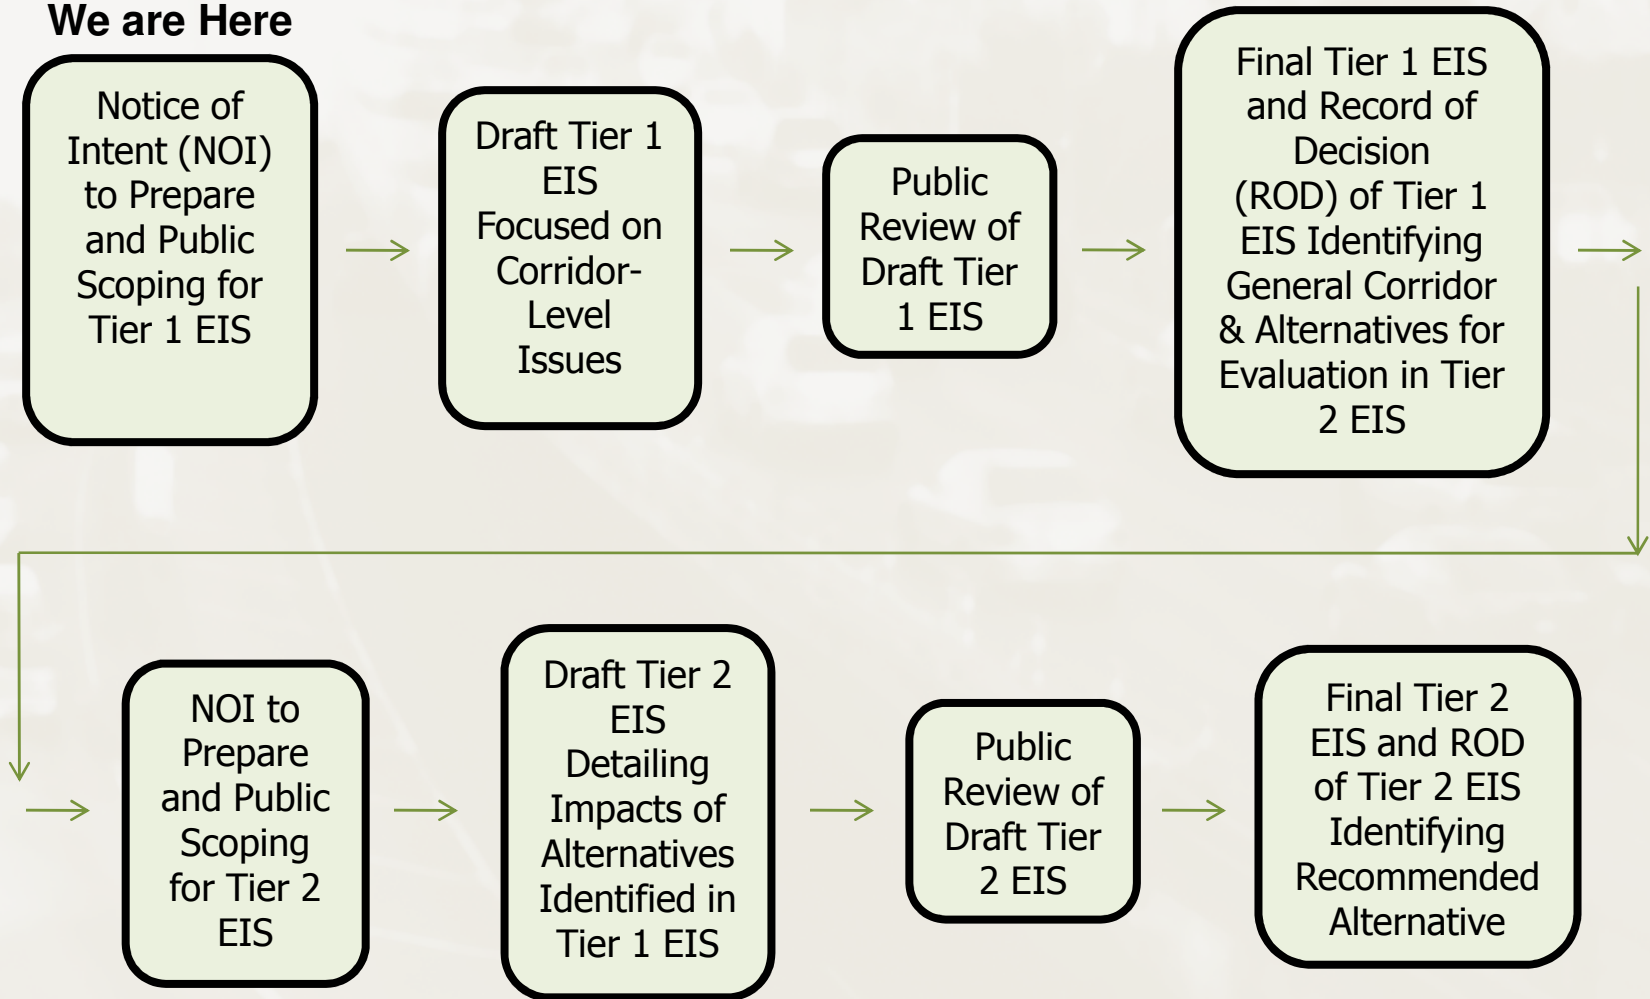 We are Here
Notice of
Intent (NOI)
to Prepare
and Public
Scoping for
Tier 1 EIS
Draft Tier 1
EIS
Focused on
Corridor-
Level
Issues
Public
Review of
Draft Tier
1 EIS
Final Tier 1 EIS
and Record of
Decision
(ROD) of Tier 1
EIS Identifying
General Corridor
& Alternatives for
Evaluation in Tier
2 EIS
NOI to
Prepare
and Public
Scoping
for Tier 2
EIS
Draft Tier 2
EIS
Detailing
Impacts of
Alternatives
Identified in
Tier 1 EIS
Public
Review of
Draft Tier
2 EIS
Final Tier 2
EIS and ROD
of Tier 2 EIS
Identifying
Recommended
Alternative